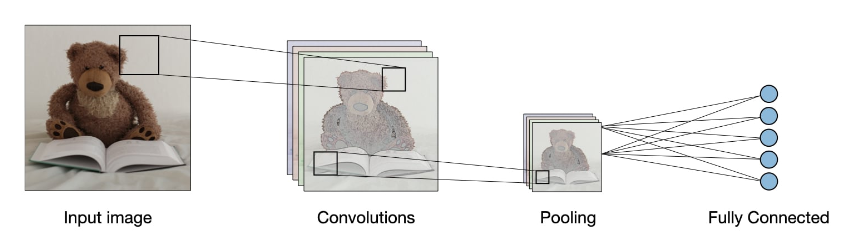 Input image
Convolutions
Pooling
Fully Connected